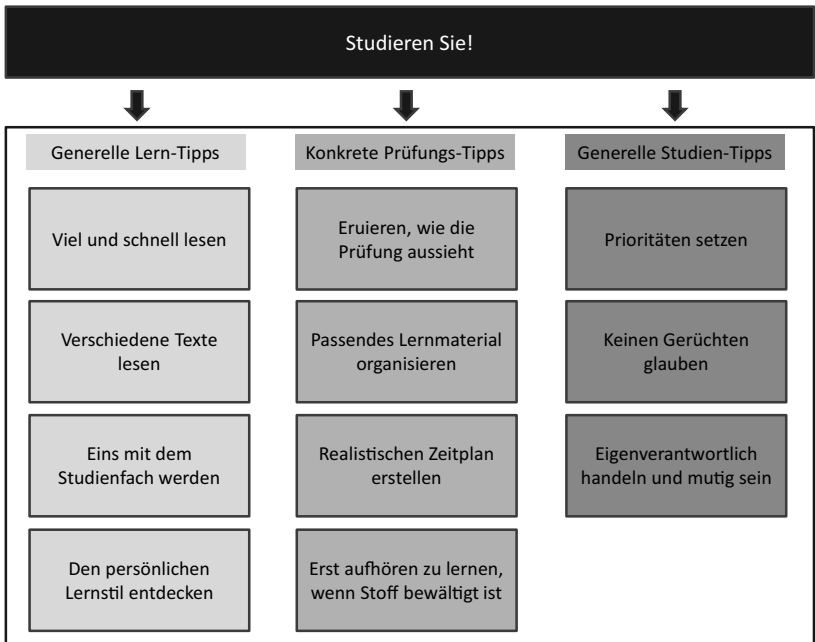 Studieren Sie!
Generelle Lern-Tipps
Viel und schnell lesen
Verschiedene Texte
lesen
Eins mit dem
Studienfach werden
Den persönlichen
Lernstil entdecken
Konkrete Prüfungs-Tipps
Eruieren, wie die
Prüfung aussieht
Passendes Lernmaterial
organisieren
Realistischen Zeitplan
erstellen
Erst aufhören zu lernen,
wenn Stoff bewältigt ist
Generelle Studien-Tipps
Prioritäten setzen
Keinen Gerüchten
glauben
Eigenverantwortlich
handeln und mutig sein